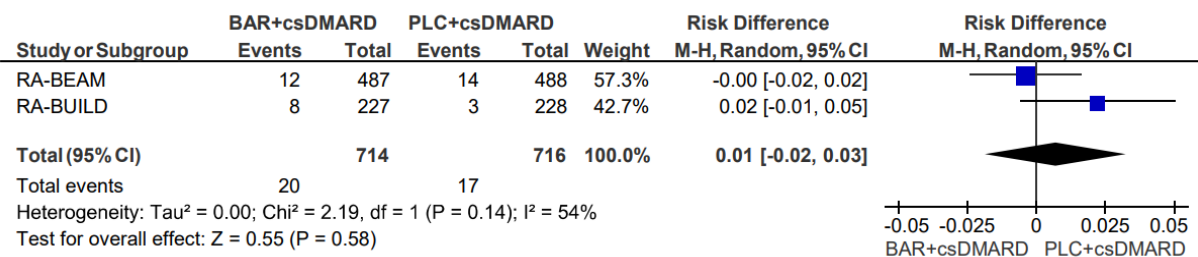 BAR+csDMARD PLC+csDMARD Risk Difference Risk Difference
Study or Subgroup Events Total Events Total Weight M-H, Random, 95% CI M-H, Random, 95% CI
RA-BEAM 12 487 14 488 57.3% -0.00 [-0.02, 0.02]
RA-BUILD 8 227 3 228 42.7% 0.02 [-0.01, 0.05]
Total (95% CI) 714 716 100.0% 0.01 [-0.02, 0.03]
Total events 20 17
Heterogeneity: Tau² = 0.00; Chi² = 2.19, df = 1 (P = 0.14); I² = 54%
Test for overall effect: Z = 0.55 (P = 0.58)
-0.05 -0.025 0 0.025 0.05
BAR+csDMARD PLC+csDMARD